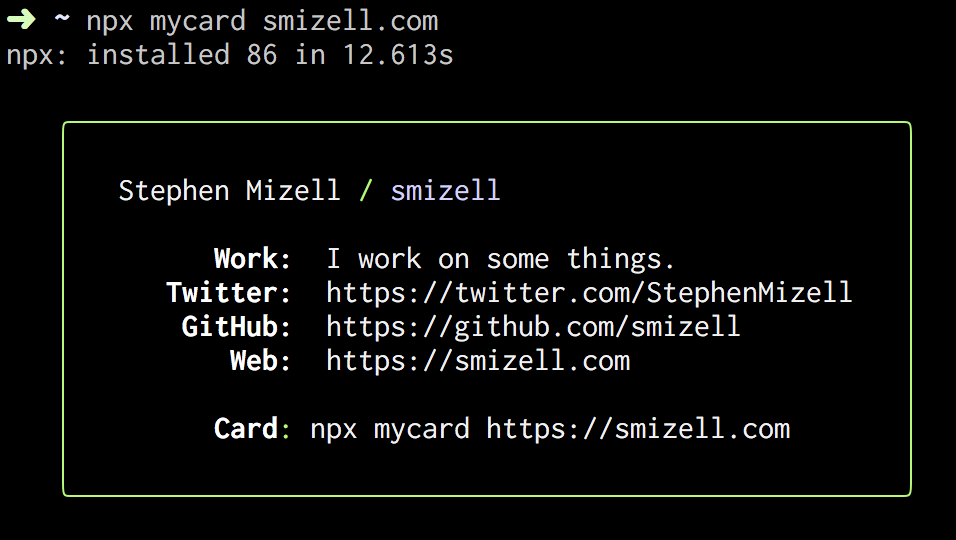 ➜ ~ npx mycard smizell.com
npx: installed 86 in 12.613s
Stephen Mizell / smizell
Work: I work on some things.
Twitter: https://twitter.com/StephenMizell
GitHub: https://github.com/smizell
Web: https://smizell.com
Card: npx mycard https://smizell.com